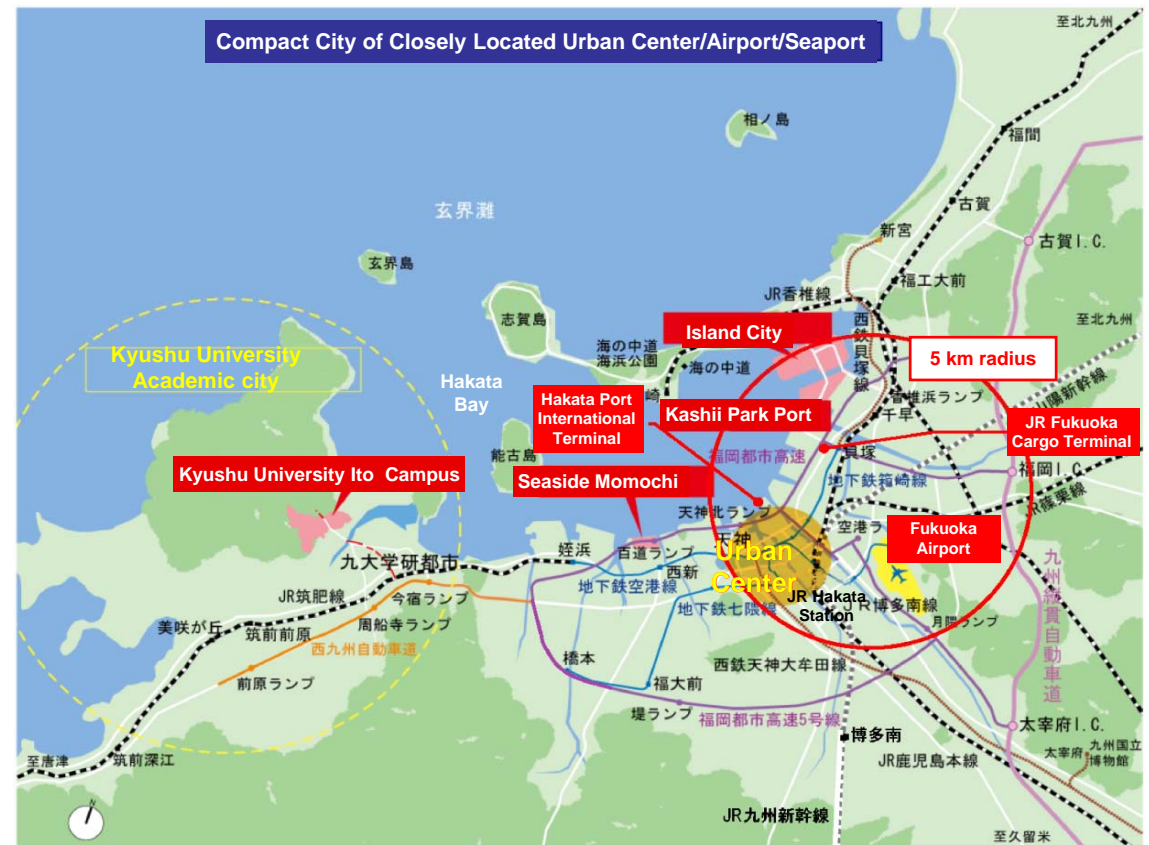 Compact City of Closely Located Urban Center/Airport/Seaport
至北九州
相ノ島
福間
古賀
玄界灘
新宮
古賀I.C.
玄界島
福工大前
JR香椎線
志賀島
西鉄貝塚線
至北九州
Island City
海の中道
海浜公園
海の中道
5 km radius
Kyushu University
Academic city
Hakata
Bay
崎
Hakata Port
International
Terminal
Kashii Park Port
香椎浜ランプ
千早
山陽新幹線
JR Fukuoka
Cargo Terminal
能古島
福岡都市高速
貝塚
福岡I.C.
Kyushu University Ito Campus
Seaside Momochi
地下鉄箱崎線
JR篠栗線
天神北ランプ
空港ラ
Fukuoka
Airport
天神
Urban
Center
姪浜
百道ランプ
西新
九大学研都市
地下鉄空港線
地下鉄七隈線
JR Hakata
Station
JR博多南線
九州縦貫自動車道
JR筑肥線
今宿ランプ
月隈ランプ
美咲が丘
筑前前原
周船寺ランプ
西九州自動車道
橋本
西鉄天神大牟田線
前原ランプ
福大前
堤ランプ
福岡都市高速5号線
太宰府I.C.
博多南
至唐津
筑前深江
JR鹿児島本線
太宰府
九州国立
博物館
N
JR九州新幹線
至久留米